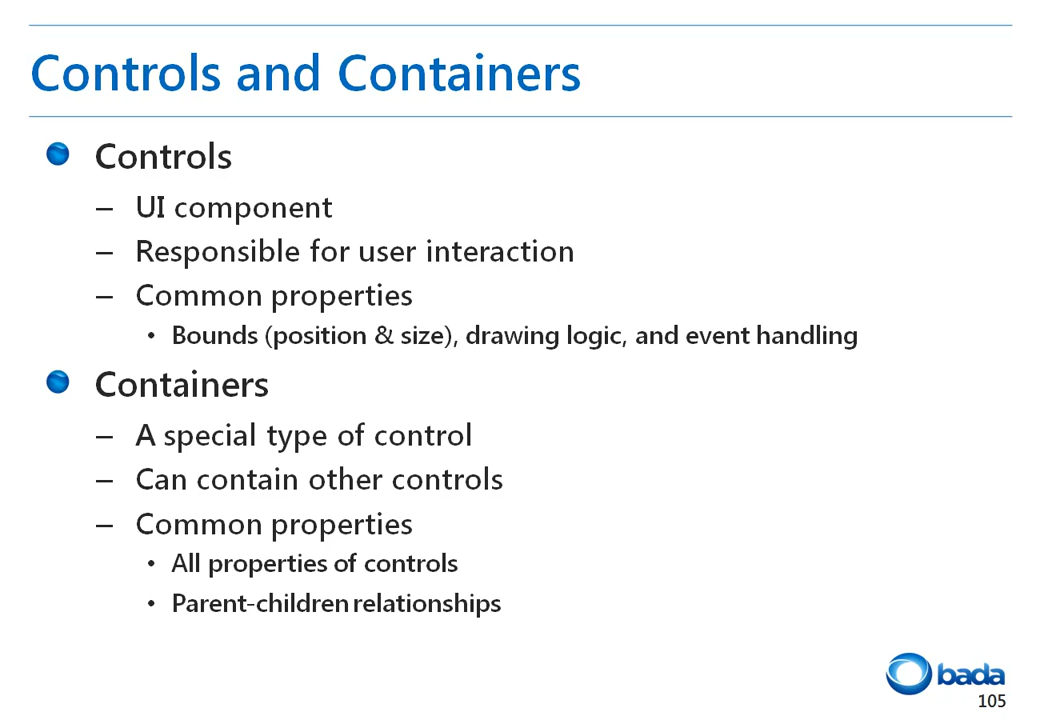 Controls and Containers
Controls
– UI component
– Responsible for user interaction
– Common properties
• Bounds (position & size), drawing logic, and event handling
Containers
– A special type of control
– Can contain other controls
– Common properties
• All properties of controls
• Parent-children relationships
bada
105